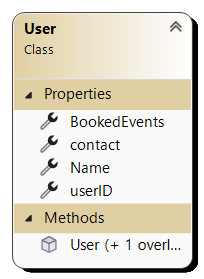 User
Class
Properties
BookedEvents
contact
Name
userID
Methods
User (+ 1 overl...